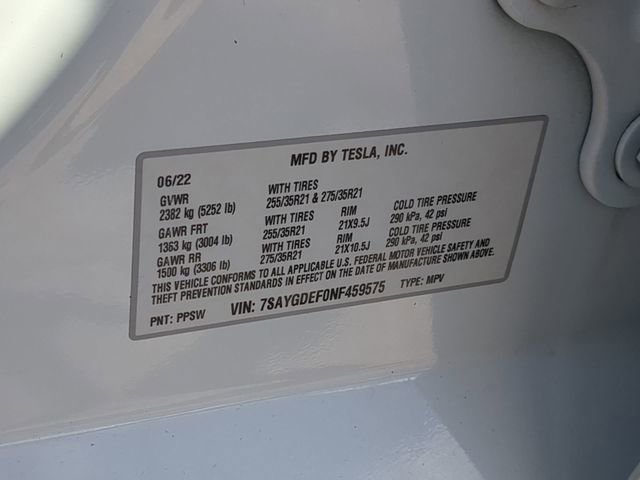 MFD BY TESLA, INC.
06/22
GVWR WITH TIRES
2382 kg (5252 lb) 255/35R21 & 275/35R21
GAWR FRT WITH TIRES RIM COLD TIRE PRESSURE
1363 kg (3004 lb) 255/35R21 21X9.5J 290 kPa, 42 psi
GAWR RR WITH TIRES RIM COLD TIRE PRESSURE
1500 kg (3306 lb) 275/35R21 21X10.5J 290 kPa, 42 psi
THIS VEHICLE CONFORMS TO ALL APPLICABLE U.S. FEDERAL MOTOR VEHICLE SAFETY AND
THEFT PREVENTION STANDARDS IN EFFECT ON THE DATE OF MANUFACTURE SHOWN ABOVE.
PNT: PPSW VIN: 7SAYGDEF0NF459575 TYPE: MPV